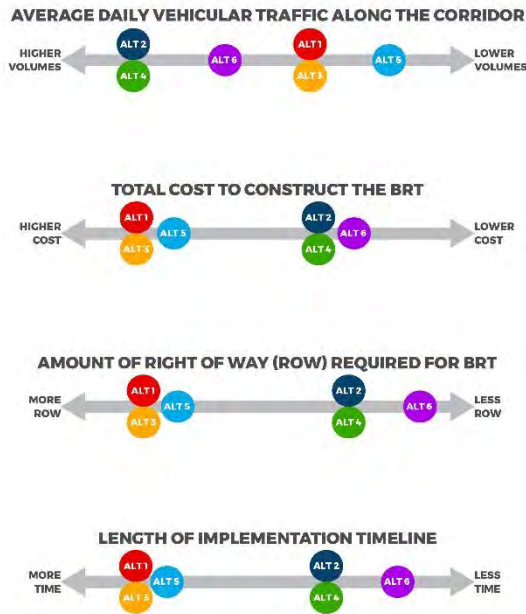 AVERAGE DAILY VEHICULAR TRAFFIC ALONG THE CORRIDOR
HIGHER VOLUMES
ALT 2
ALT 4
ALT 6
ALT 1
ALT 3
ALT 5
LOWER VOLUMES
TOTAL COST TO CONSTRUCT THE BRT
HIGHER COST
ALT 1
ALT 3
ALT 5
ALT 2
ALT 4
ALT 6
LOWER COST
AMOUNT OF RIGHT OF WAY (ROW) REQUIRED FOR BRT
MORE ROW
ALT 1
ALT 3
ALT 5
ALT 2
ALT 4
ALT 6
LESS ROW
LENGTH OF IMPLEMENTATION TIMELINE
MORE TIME
ALT 1
ALT 3
ALT 5
ALT 2
ALT 4
ALT 6
LESS TIME